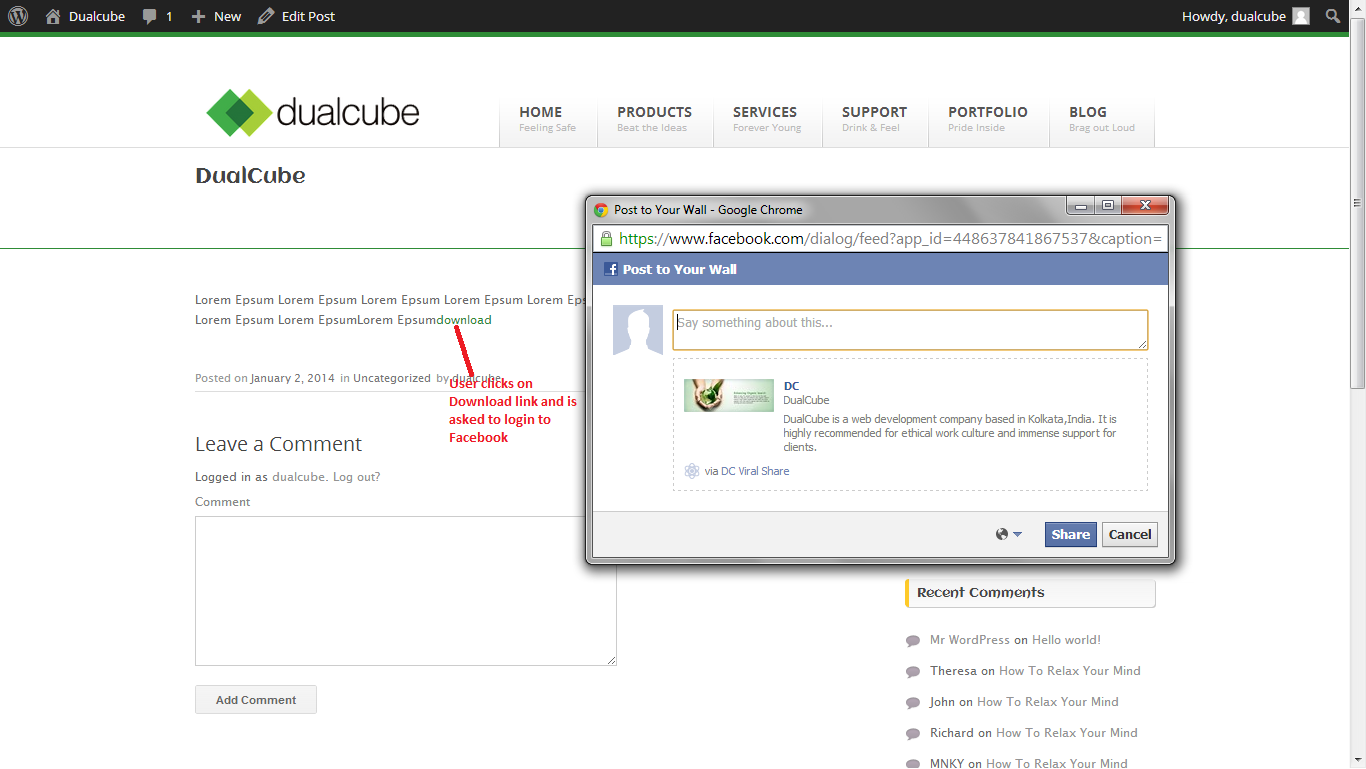 Dualcube 1 New Edit Post Howdy, dualcube
dualcube
HOME PRODUCTS SERVICES SUPPORT PORTFOLIO BLOG
Feeling Safe Beat the Ideas Forever Young Drink & Feel Pride Inside Brag out Loud
DualCube
Lorem Epsum Lorem Epsum Lorem Epsum Lorem Epsum Lorem Eps
Lorem Epsum Lorem EpsumLorem Epsumdownload
Posted on January 2, 2014 in Uncategorized by dualcube
User clicks on
Download link and is
asked to login to
Facebook
Leave a Comment
Logged in as dualcube. Log out?
Comment
Add Comment
Post to Your Wall - Google Chrome
https://www.facebook.com/dialog/feed?app_id=448637841867537&caption=
f Post to Your Wall
Say something about this...
DC
DualCube
DualCube is a web development company based in Kolkata,India. It is
highly recommended for ethical work culture and immense support for
clients.
via DC Viral Share
Share Cancel
Recent Comments
Mr WordPress on Hello world!
Theresa on How To Relax Your Mind
John on How To Relax Your Mind
Richard on How To Relax Your Mind
MNKY on How To Relax Your Mind